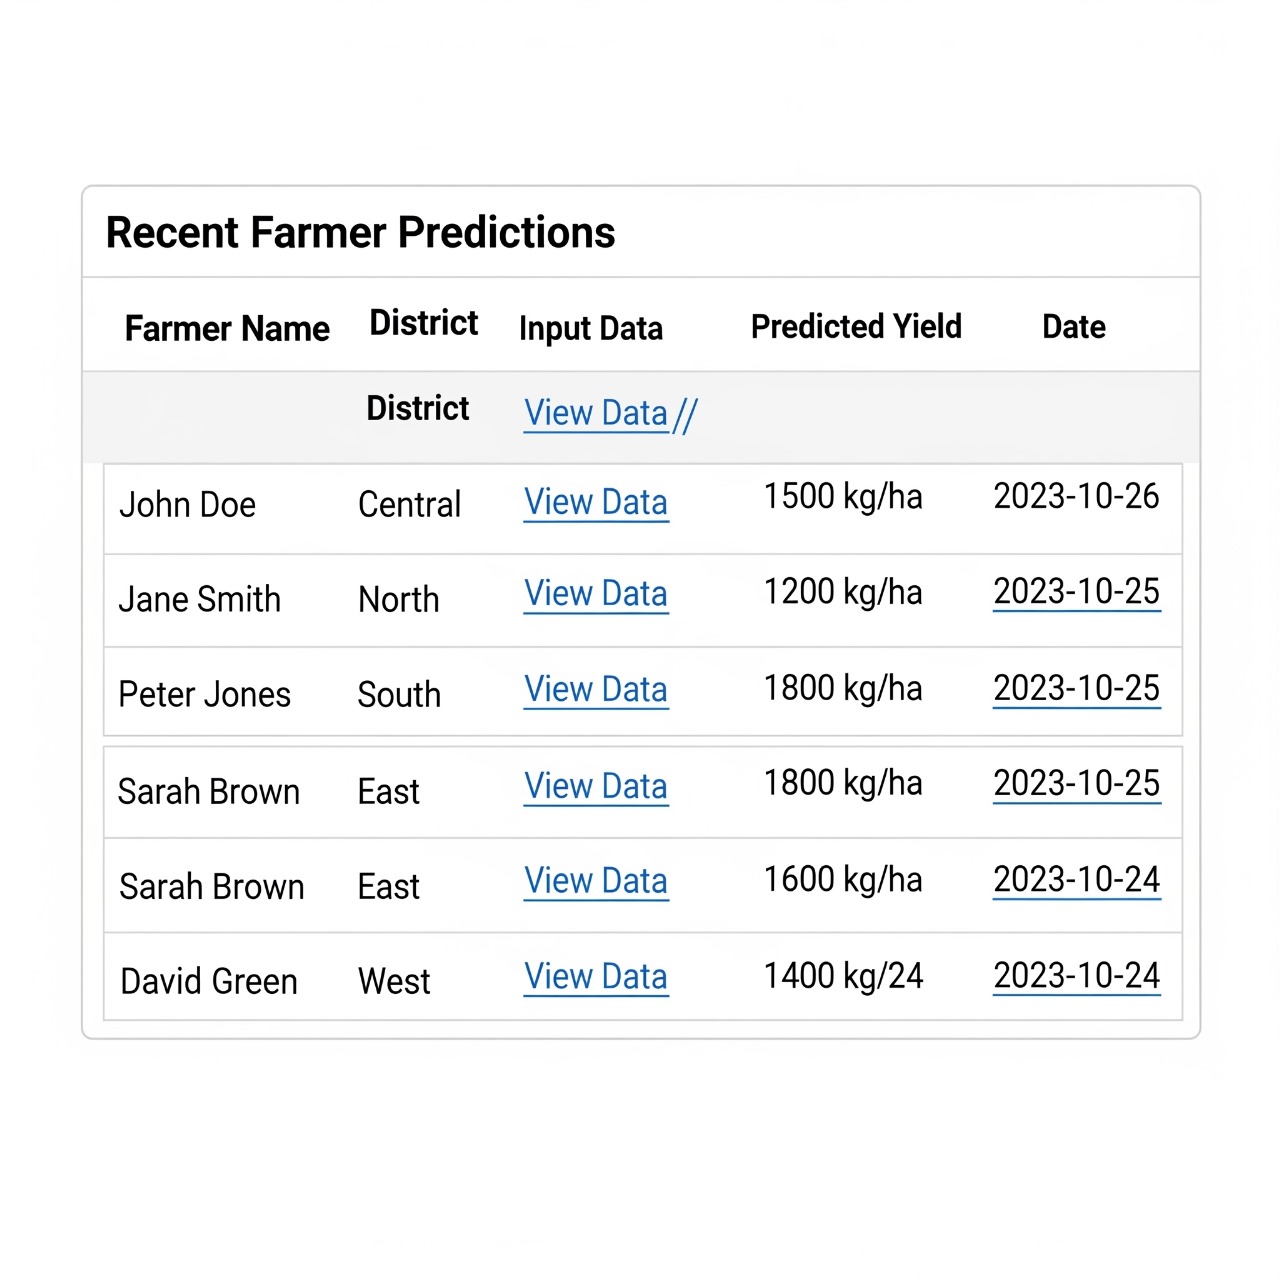 Recent Farmer Predictions
Farmer Name District Input Data Predicted Yield Date
District View Data//
John Doe Central View Data 1500 kg/ha 2023-10-26
Jane Smith North View Data 1200 kg/ha 2023-10-25
Peter Jones South View Data 1800 kg/ha 2023-10-25
Sarah Brown East View Data 1800 kg/ha 2023-10-25
Sarah Brown East View Data 1600 kg/ha 2023-10-24
David Green West View Data 1400 kg/24 2023-10-24